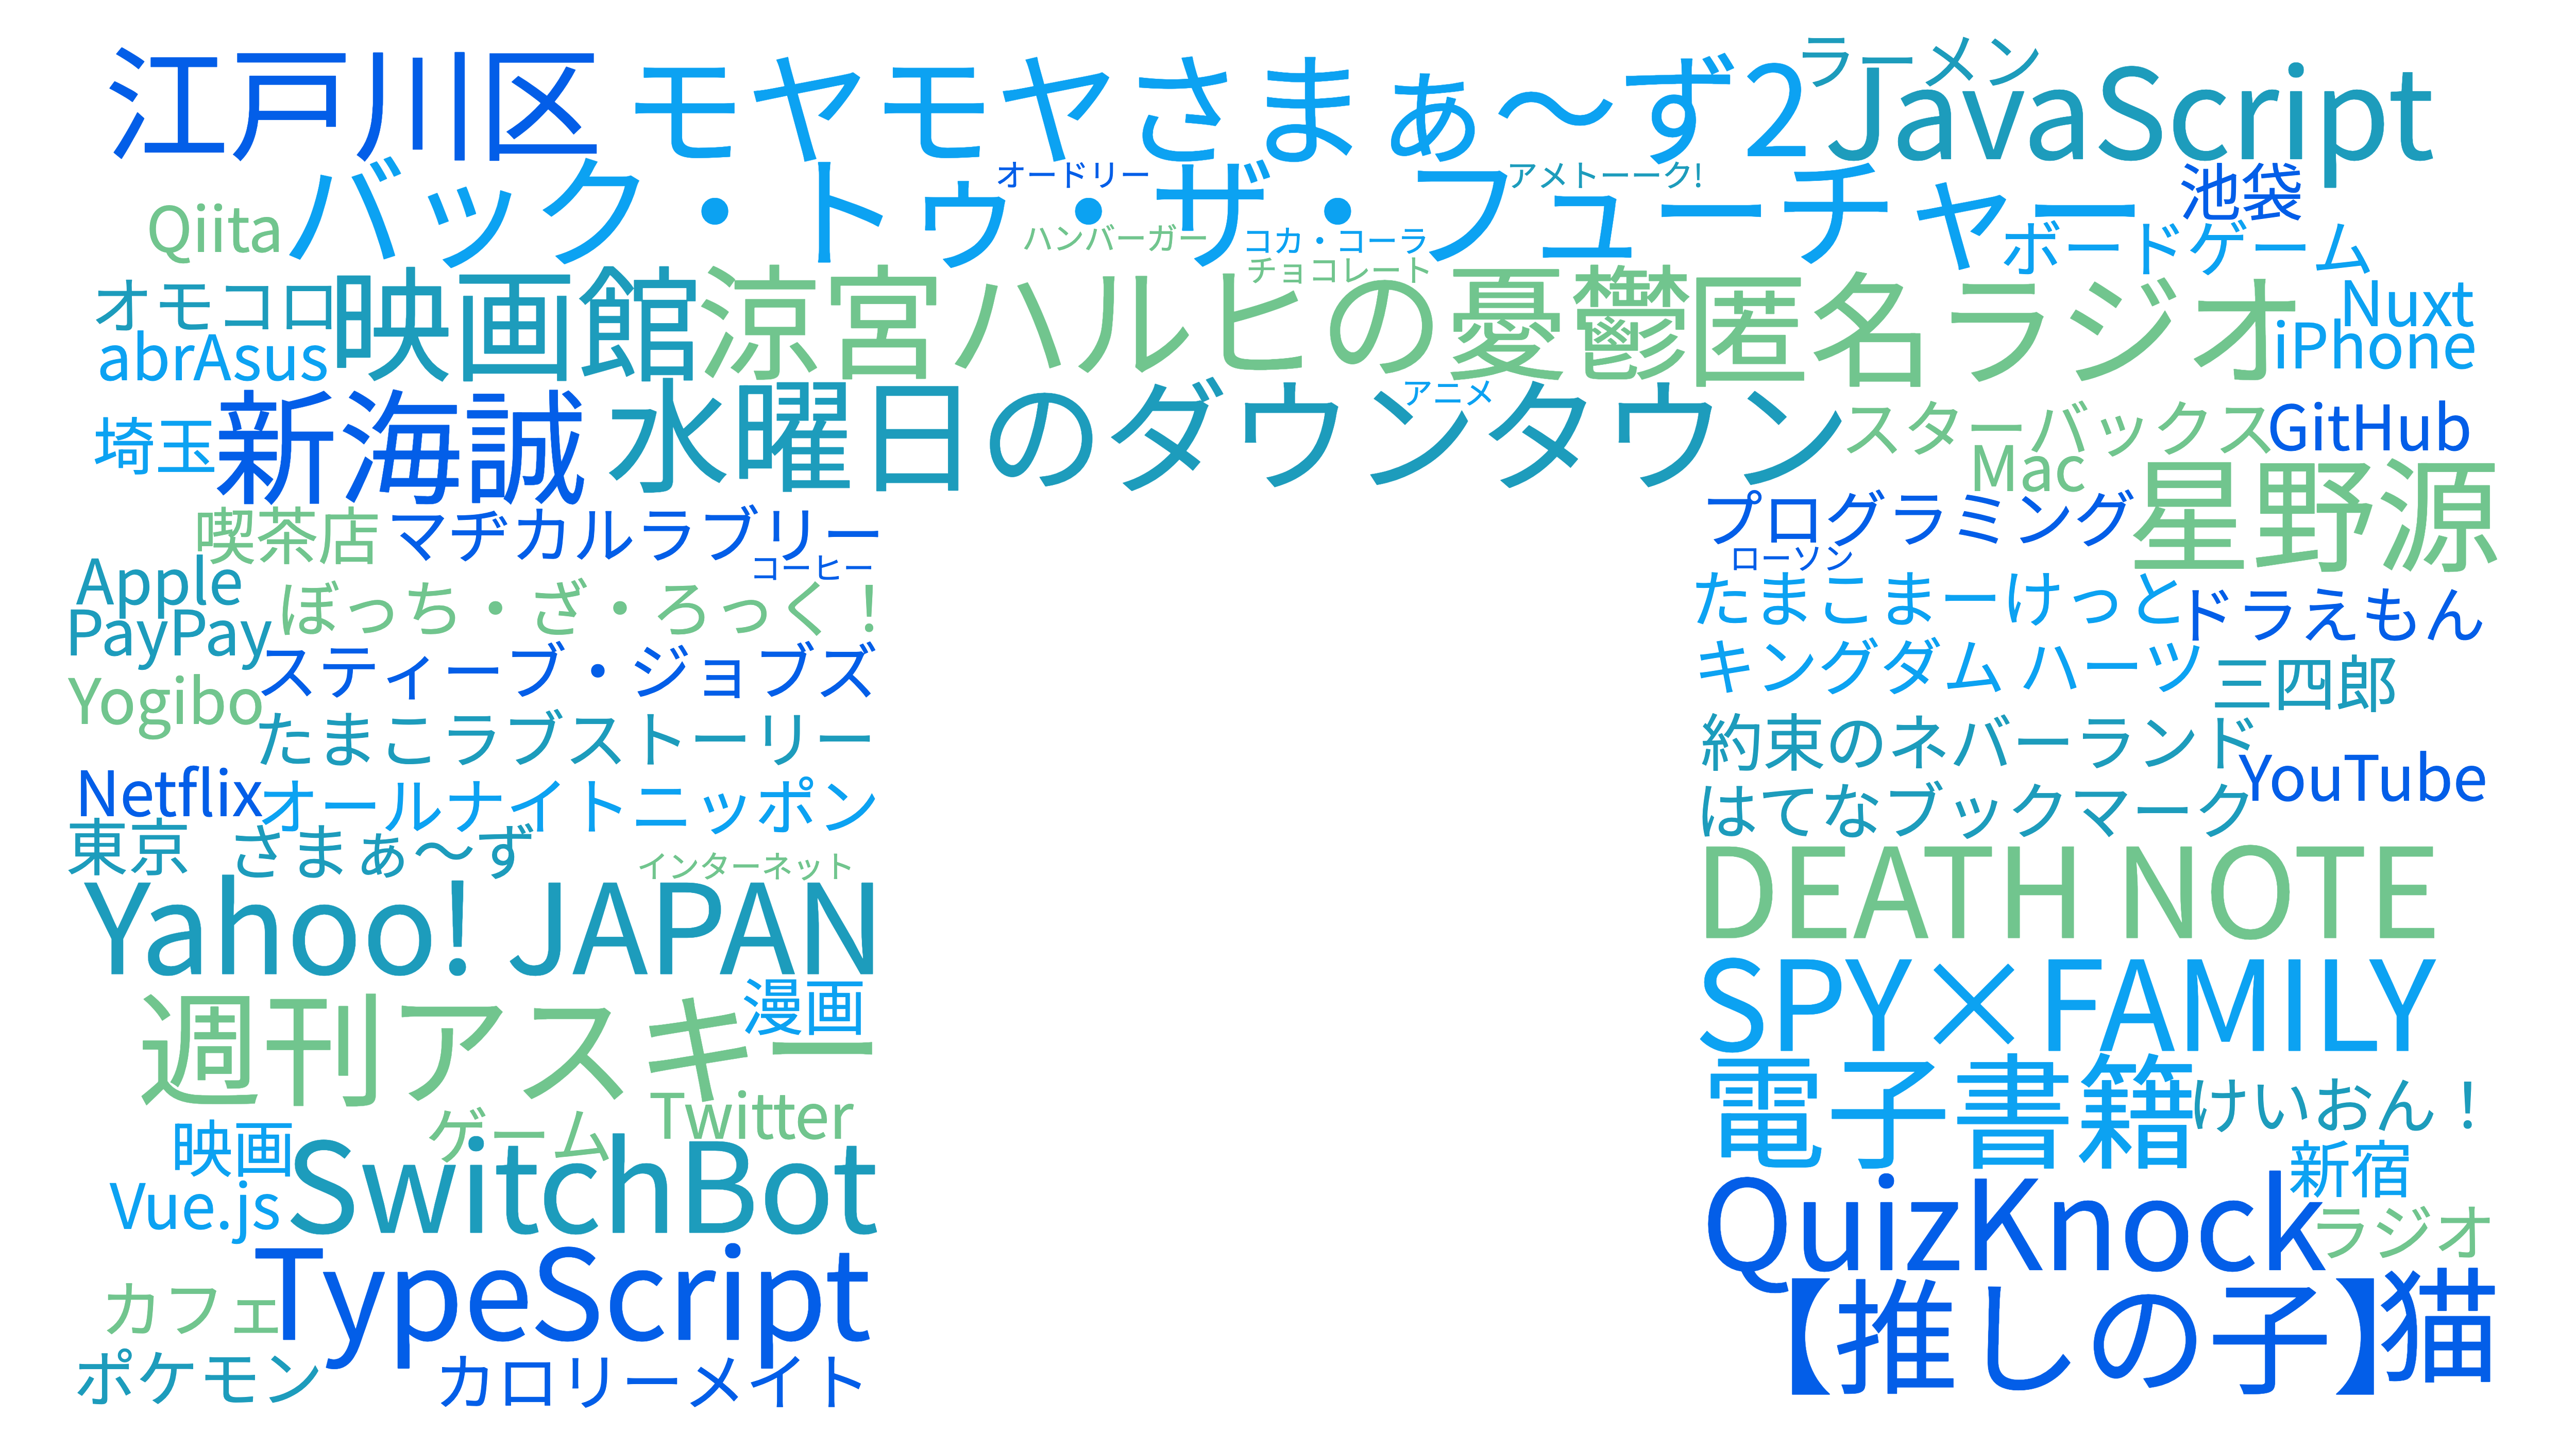 江戸川区 モヤモヤさまぁ～ず2 JavaScript
ラーメン
バック・トゥ・ザ・フューチャー
オードリー
アメトーーク!
池袋
Qiita
ハンバーガー
コカ・コーラ
ボードゲーム
チョコレート
オモコロ
映画館
涼宮ハルヒの憂鬱
匿名ラジオ
Nuxt
abrAsus
iPhone
新海誠
水曜日のダウンタウン
アニメ
埼玉
スターバックス
GitHub
Mac
星野源
喫茶店
マヂカルラブリー
プログラミング
コーヒー
ローソン
Apple
ぼっち・ざ・ろっく！
たまこまーけっと
ドラえもん
PayPay
スティーブ・ジョブズ
キングダム ハーツ
三四郎
Yogibo
たまこラブストーリー
約束のネバーランド
YouTube
Netflix
オールナイトニッポン
はてなブックマーク
東京
さまぁ～ず
インターネット
Yahoo! JAPAN
DEATH NOTE
漫画
SPY×FAMILY
週刊アスキー
電子書籍
けいおん！
Twitter
ゲーム
映画
SwitchBot
新宿
Vue.js
QuizKnock
ラジオ
カフェ
TypeScript
【推しの子】
猫
ポケモン
カロリーメイト